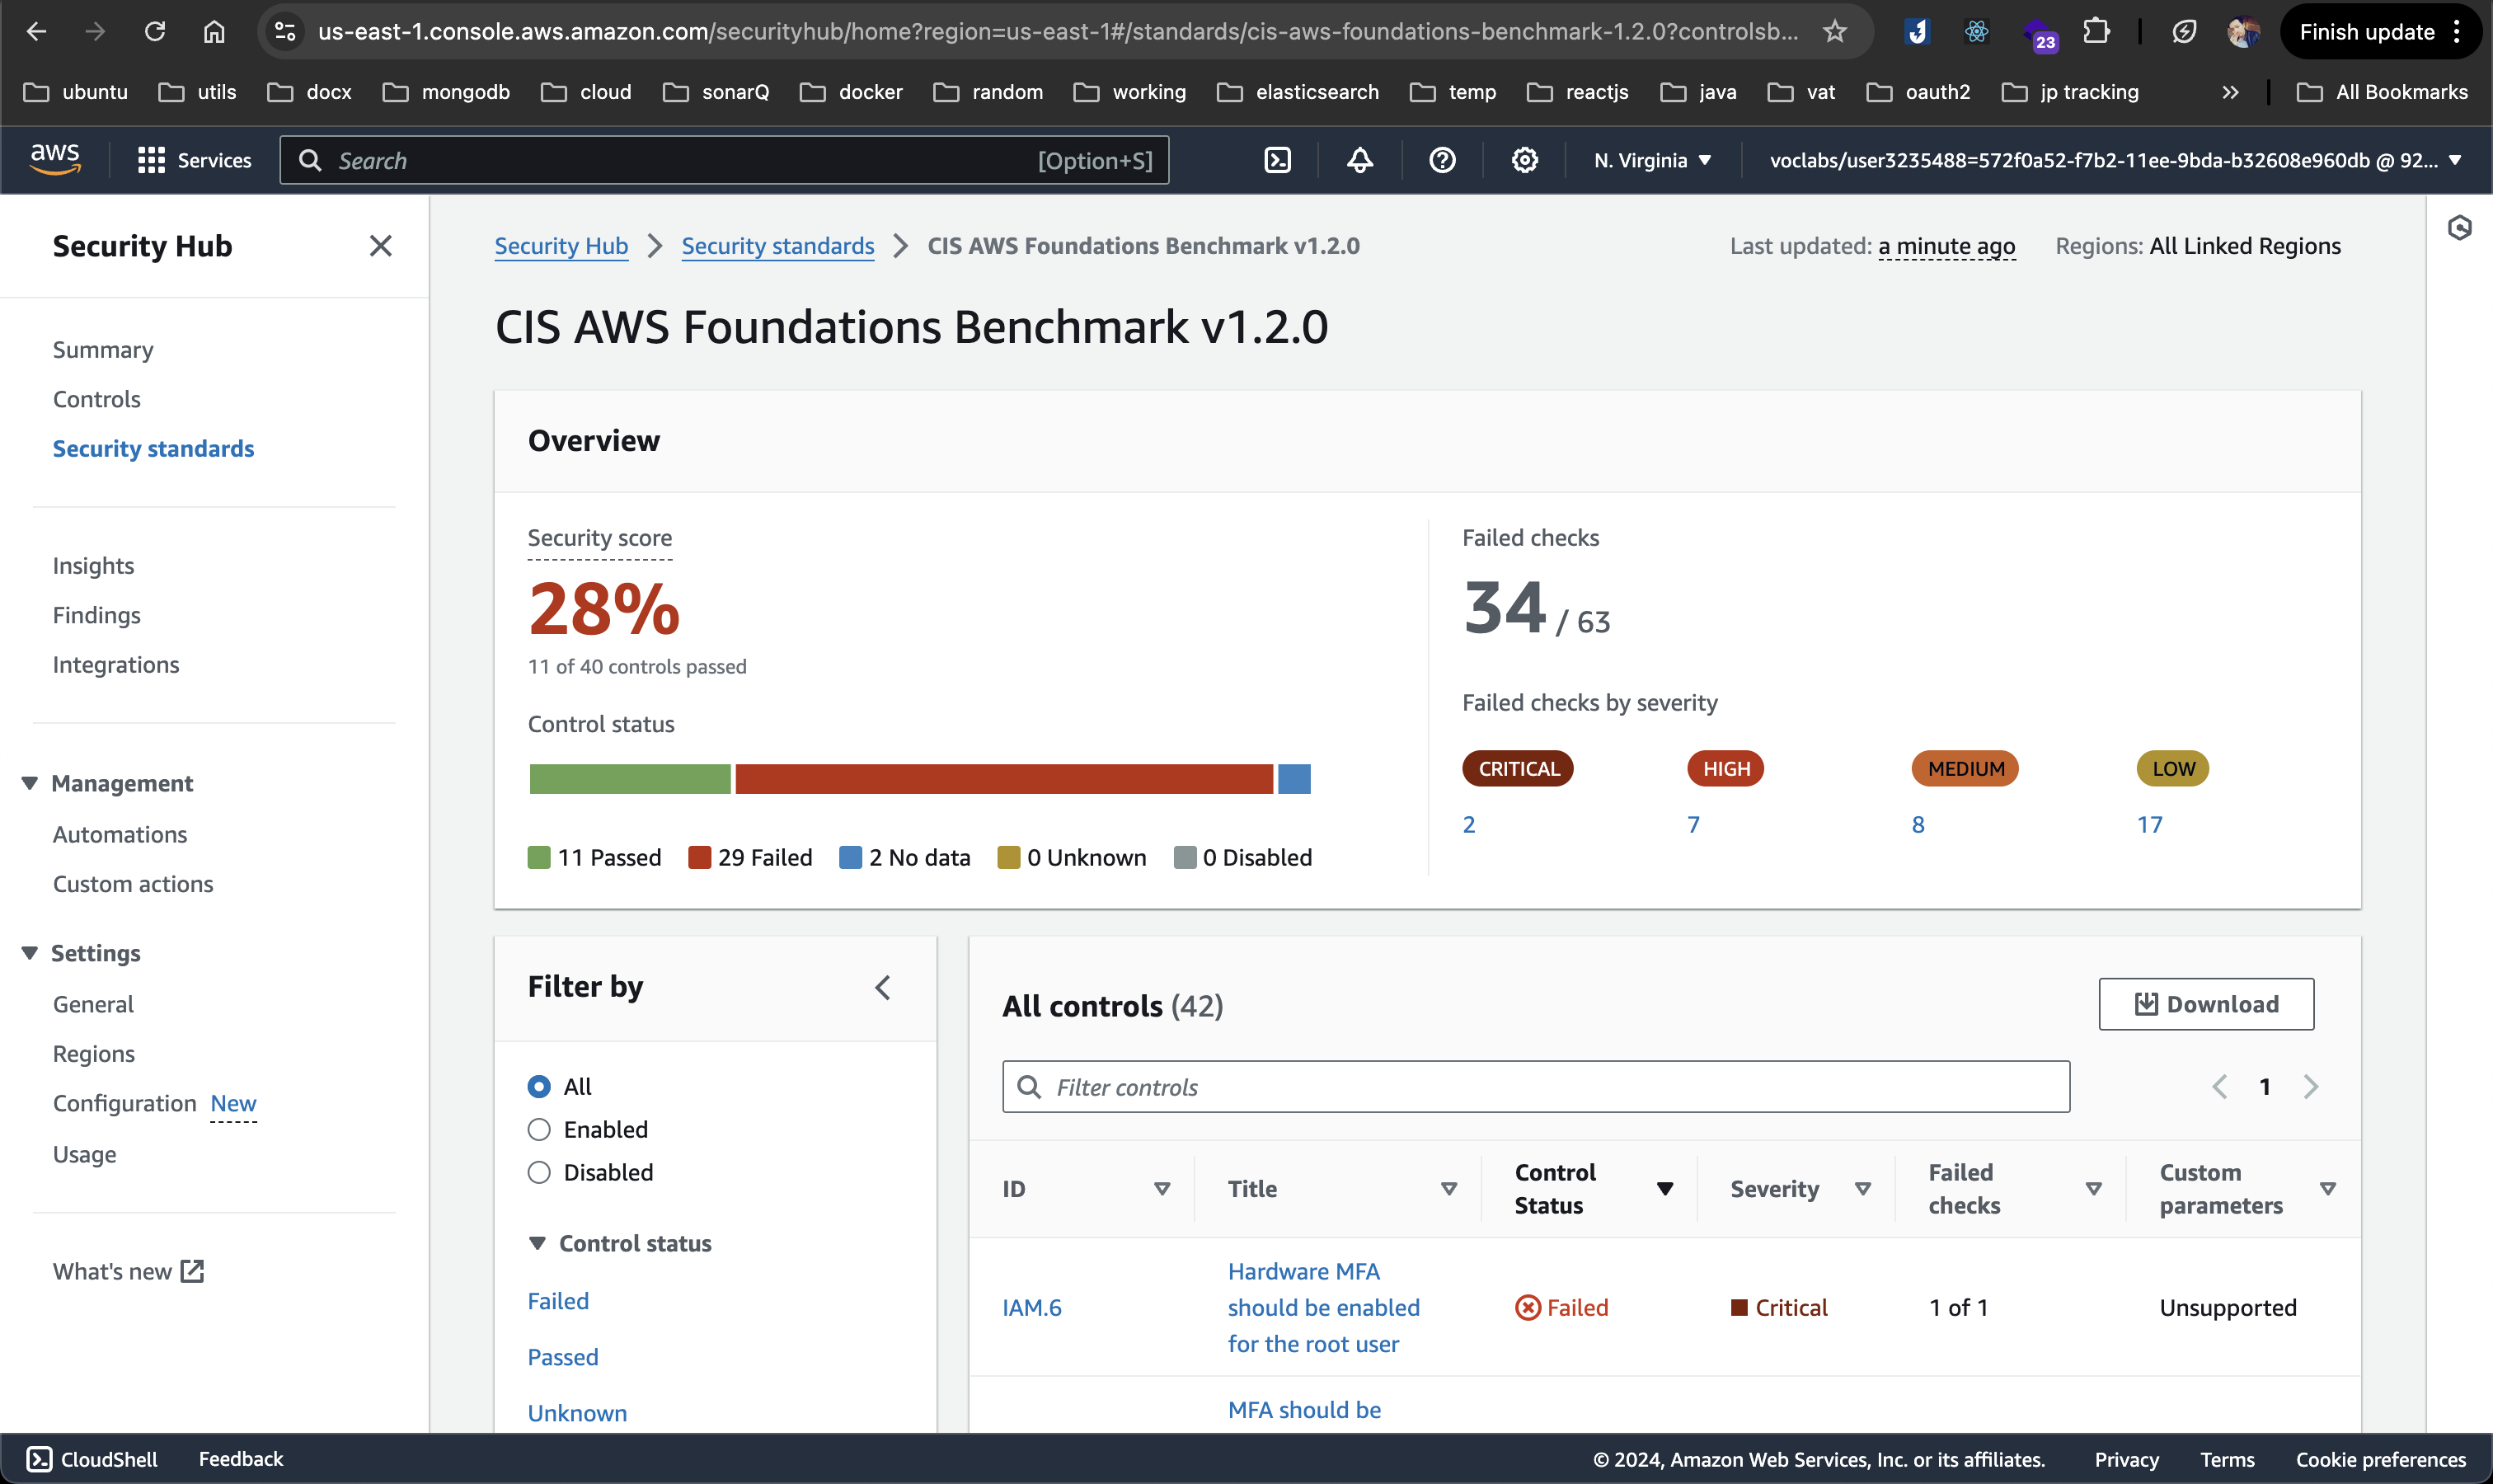 us-east-1.console.aws.amazon.com/securityhub/home?region=us-east-1#/standards/cis-aws-foundations-benchmark-1.2.0?controlsb...
23
Finish update
ubuntu
utils
docx
mongodb
cloud
sonarQ
docker
random
working
elasticsearch
temp
reactjs
java
vat
oauth2
jp tracking
All Bookmarks
aws
Services
Search
[Option+S]
N. Virginia
voclabs/user3235488=572f0a52-f7b2-11ee-9bda-b32608e960db @ 92...
Security Hub
Summary
Controls
Security standards
Insights
Findings
Integrations
Management
Automations
Custom actions
Settings
General
Regions
Configuration New
Usage
What's new
Security Hub
Security standards
CIS AWS Foundations Benchmark v1.2.0
Last updated: a minute ago
Regions: All Linked Regions
CIS AWS Foundations Benchmark v1.2.0
Overview
Security score
28%
11 of 40 controls passed
Control status
11 Passed
29 Failed
2 No data
0 Unknown
0 Disabled
Failed checks
34 / 63
Failed checks by severity
CRITICAL
HIGH
MEDIUM
LOW
2
7
8
17
Filter by
All
Enabled
Disabled
Control status
Failed
Passed
Unknown
All controls (42)
Download
Filter controls
1
ID
Title
Control
Status
Severity
Failed
checks
Custom
parameters
IAM.6
Hardware MFA
should be enabled
for the root user
Failed
Critical
1 of 1
Unsupported
MFA should be
CloudShell
Feedback
© 2024, Amazon Web Services, Inc. or its affiliates.
Privacy
Terms
Cookie preferences